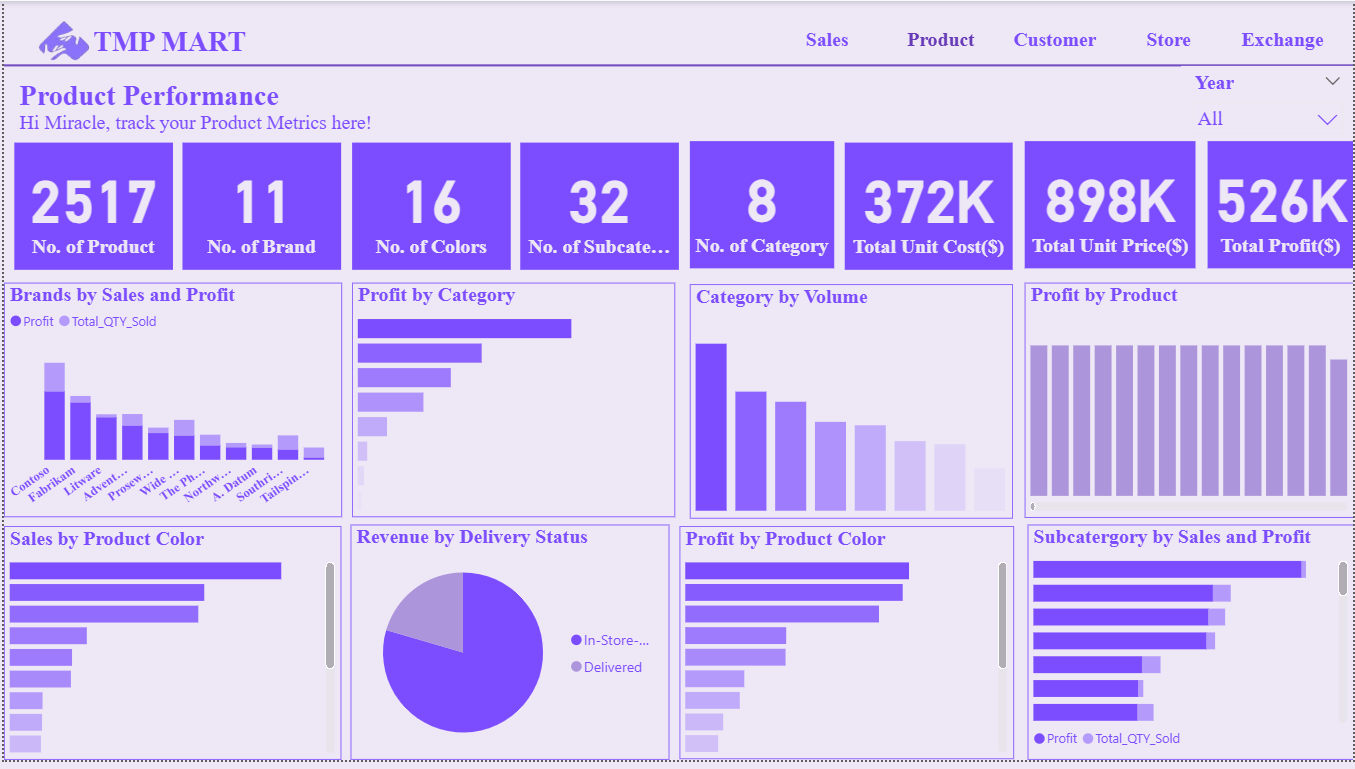 TMP MART
Sales
Product
Customer
Store
Exchange
Product Performance
Hi Miracle, track your Product Metrics here!
Year
All
2517
No. of Product
11
No. of Brand
16
No. of Colors
32
No. of Subcate…
8
No. of Category
372K
Total Unit Cost($)
898K
Total Unit Price($)
526K
Total Profit($)
Brands by Sales and Profit
Profit Total_QTY_Sold
Contoso
Fabrikam
Litware
Advent…
Prosew…
Wide …
The Ph…
Northw…
A. Datum
Southri…
Tailspin…
Profit by Category
Category by Volume
Profit by Product
Sales by Product Color
Revenue by Delivery Status
In-Store-...
Delivered
Profit by Product Color
Subcatergory by Sales and Profit
Profit Total_QTY_Sold